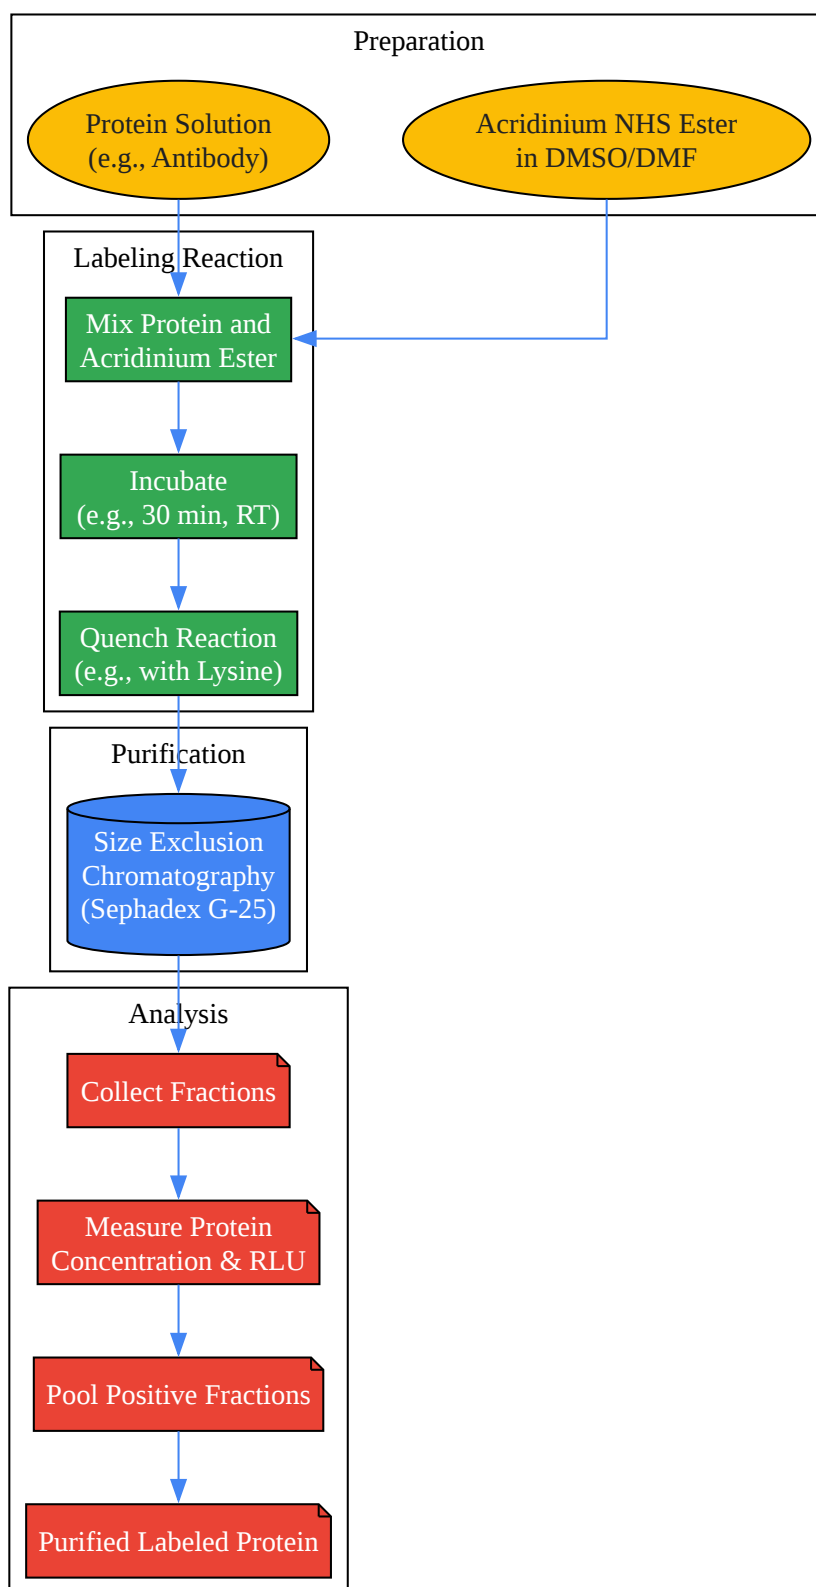 Preparation
Protein Solution
(e.g., Antibody)
Acridinium NHS Ester
in DMSO/DMF
Labeling Reaction
Mix Protein and
Acridinium Ester
Incubate
(e.g., 30 min, RT)
Quench Reaction
(e.g., with Lysine)
Purification
Size Exclusion
Chromatography
(Sephadex G-25)
Analysis
Collect Fractions
Measure Protein
Concentration & RLU
Pool Positive Fractions
Purified Labeled Protein